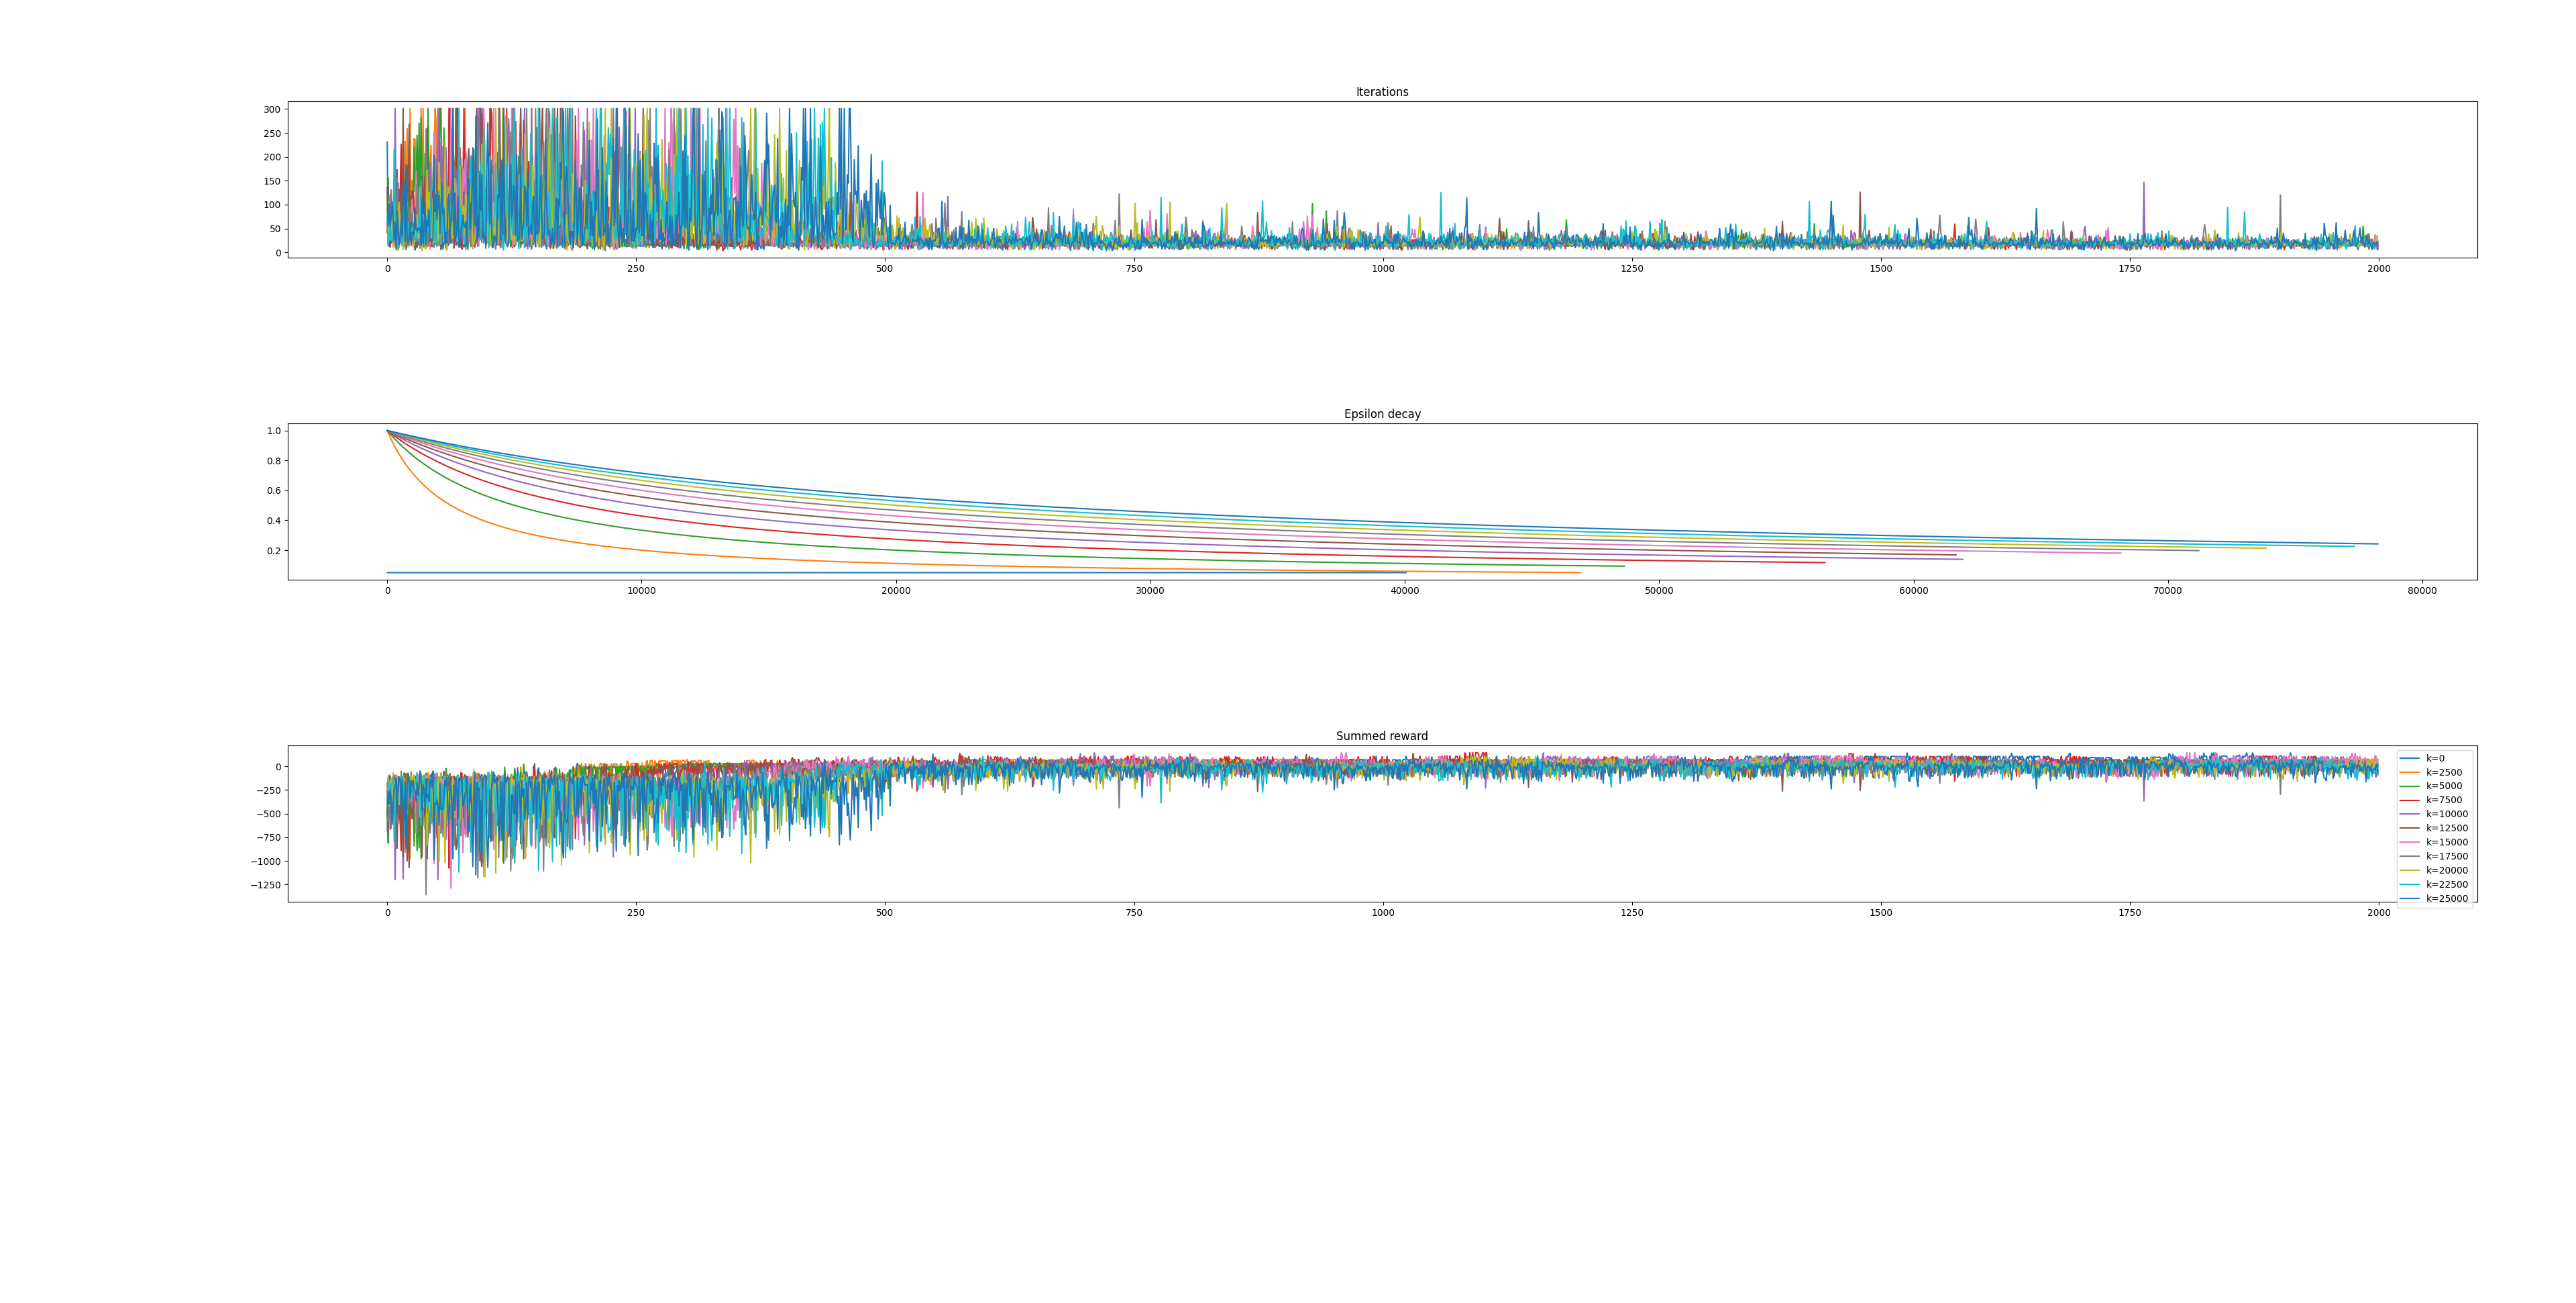 Iterations
300
250
200
150
100
50
0
0 250 500 750 1000 1250 1500 1750 2000
Epsilon decay
1.0
0.8
0.6
0.4
0.2
0 10000 20000 30000 40000 50000 60000 70000 80000
Summed reward
0
−250
−500
−750
−1000
−1250
0 250 500 750 1000 1250 1500 1750 2000
k=0
k=2500
k=5000
k=7500
k=10000
k=12500
k=15000
k=17500
k=20000
k=22500
k=25000